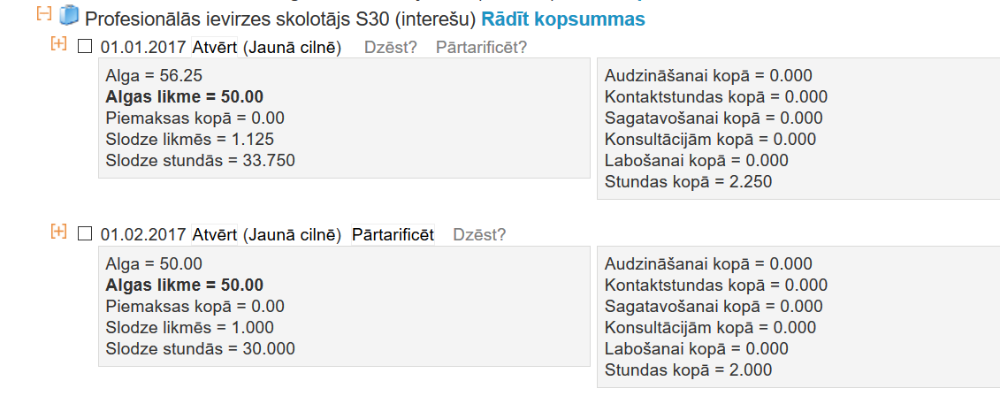 Profesionālās ievirzes skolotājs S30 (interešu) Rādīt kopsummas
01.01.2017 Atvērt (Jaunā cilnē) Dzēst? Pārtarificēt?
Alga = 56.25
Algas likme = 50.00
Piemaksas kopā = 0.00
Slodze likmēs = 1.125
Slodze stundās = 33.750
Audzināšanai kopā = 0.000
Kontaktstundas kopā = 0.000
Sagatavošanai kopā = 0.000
Konsultācijām kopā = 0.000
Labošanai kopā = 0.000
Stundas kopā = 2.250
01.02.2017 Atvērt (Jaunā cilnē) Pārtarificēt Dzēst?
Alga = 50.00
Algas likme = 50.00
Piemaksas kopā = 0.00
Slodze likmēs = 1.000
Slodze stundās = 30.000
Audzināšanai kopā = 0.000
Kontaktstundas kopā = 0.000
Sagatavošanai kopā = 0.000
Konsultācijām kopā = 0.000
Labošanai kopā = 0.000
Stundas kopā = 2.000